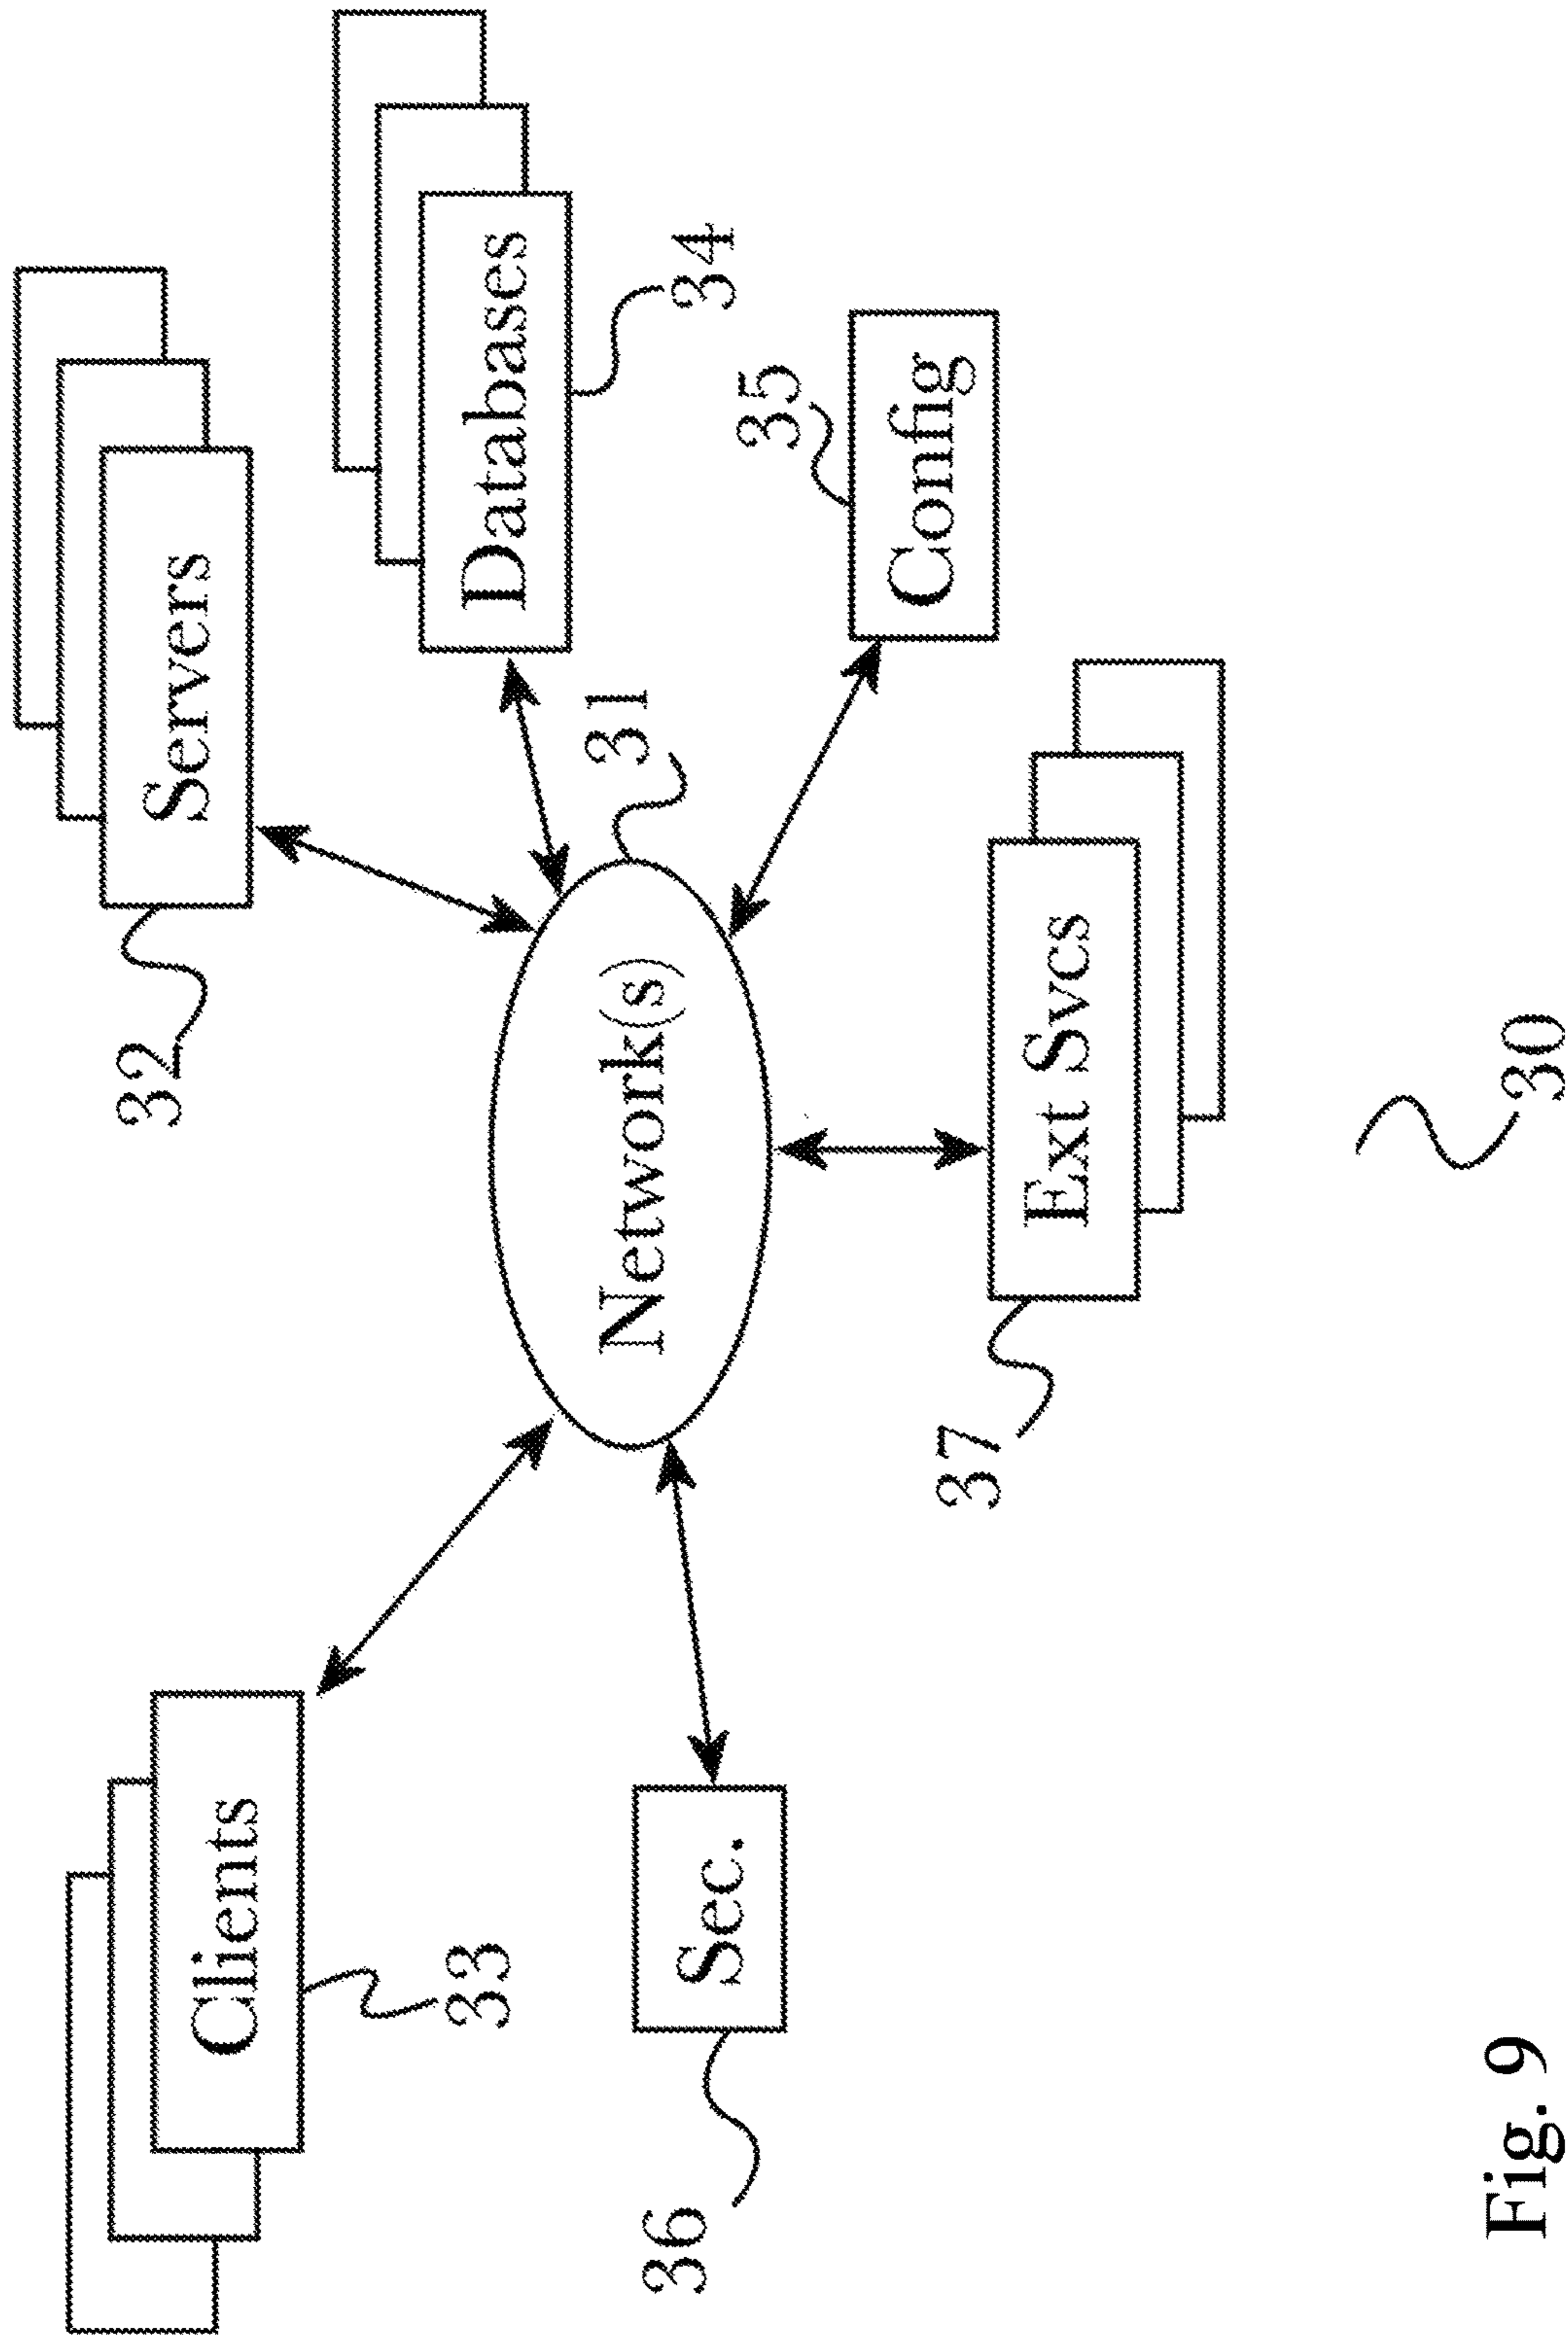 Servers
32
Clients
33
Databases
34
31
Network(s)
35
Config
36
Sec.
37
Ext Svcs
30
Fig. 9